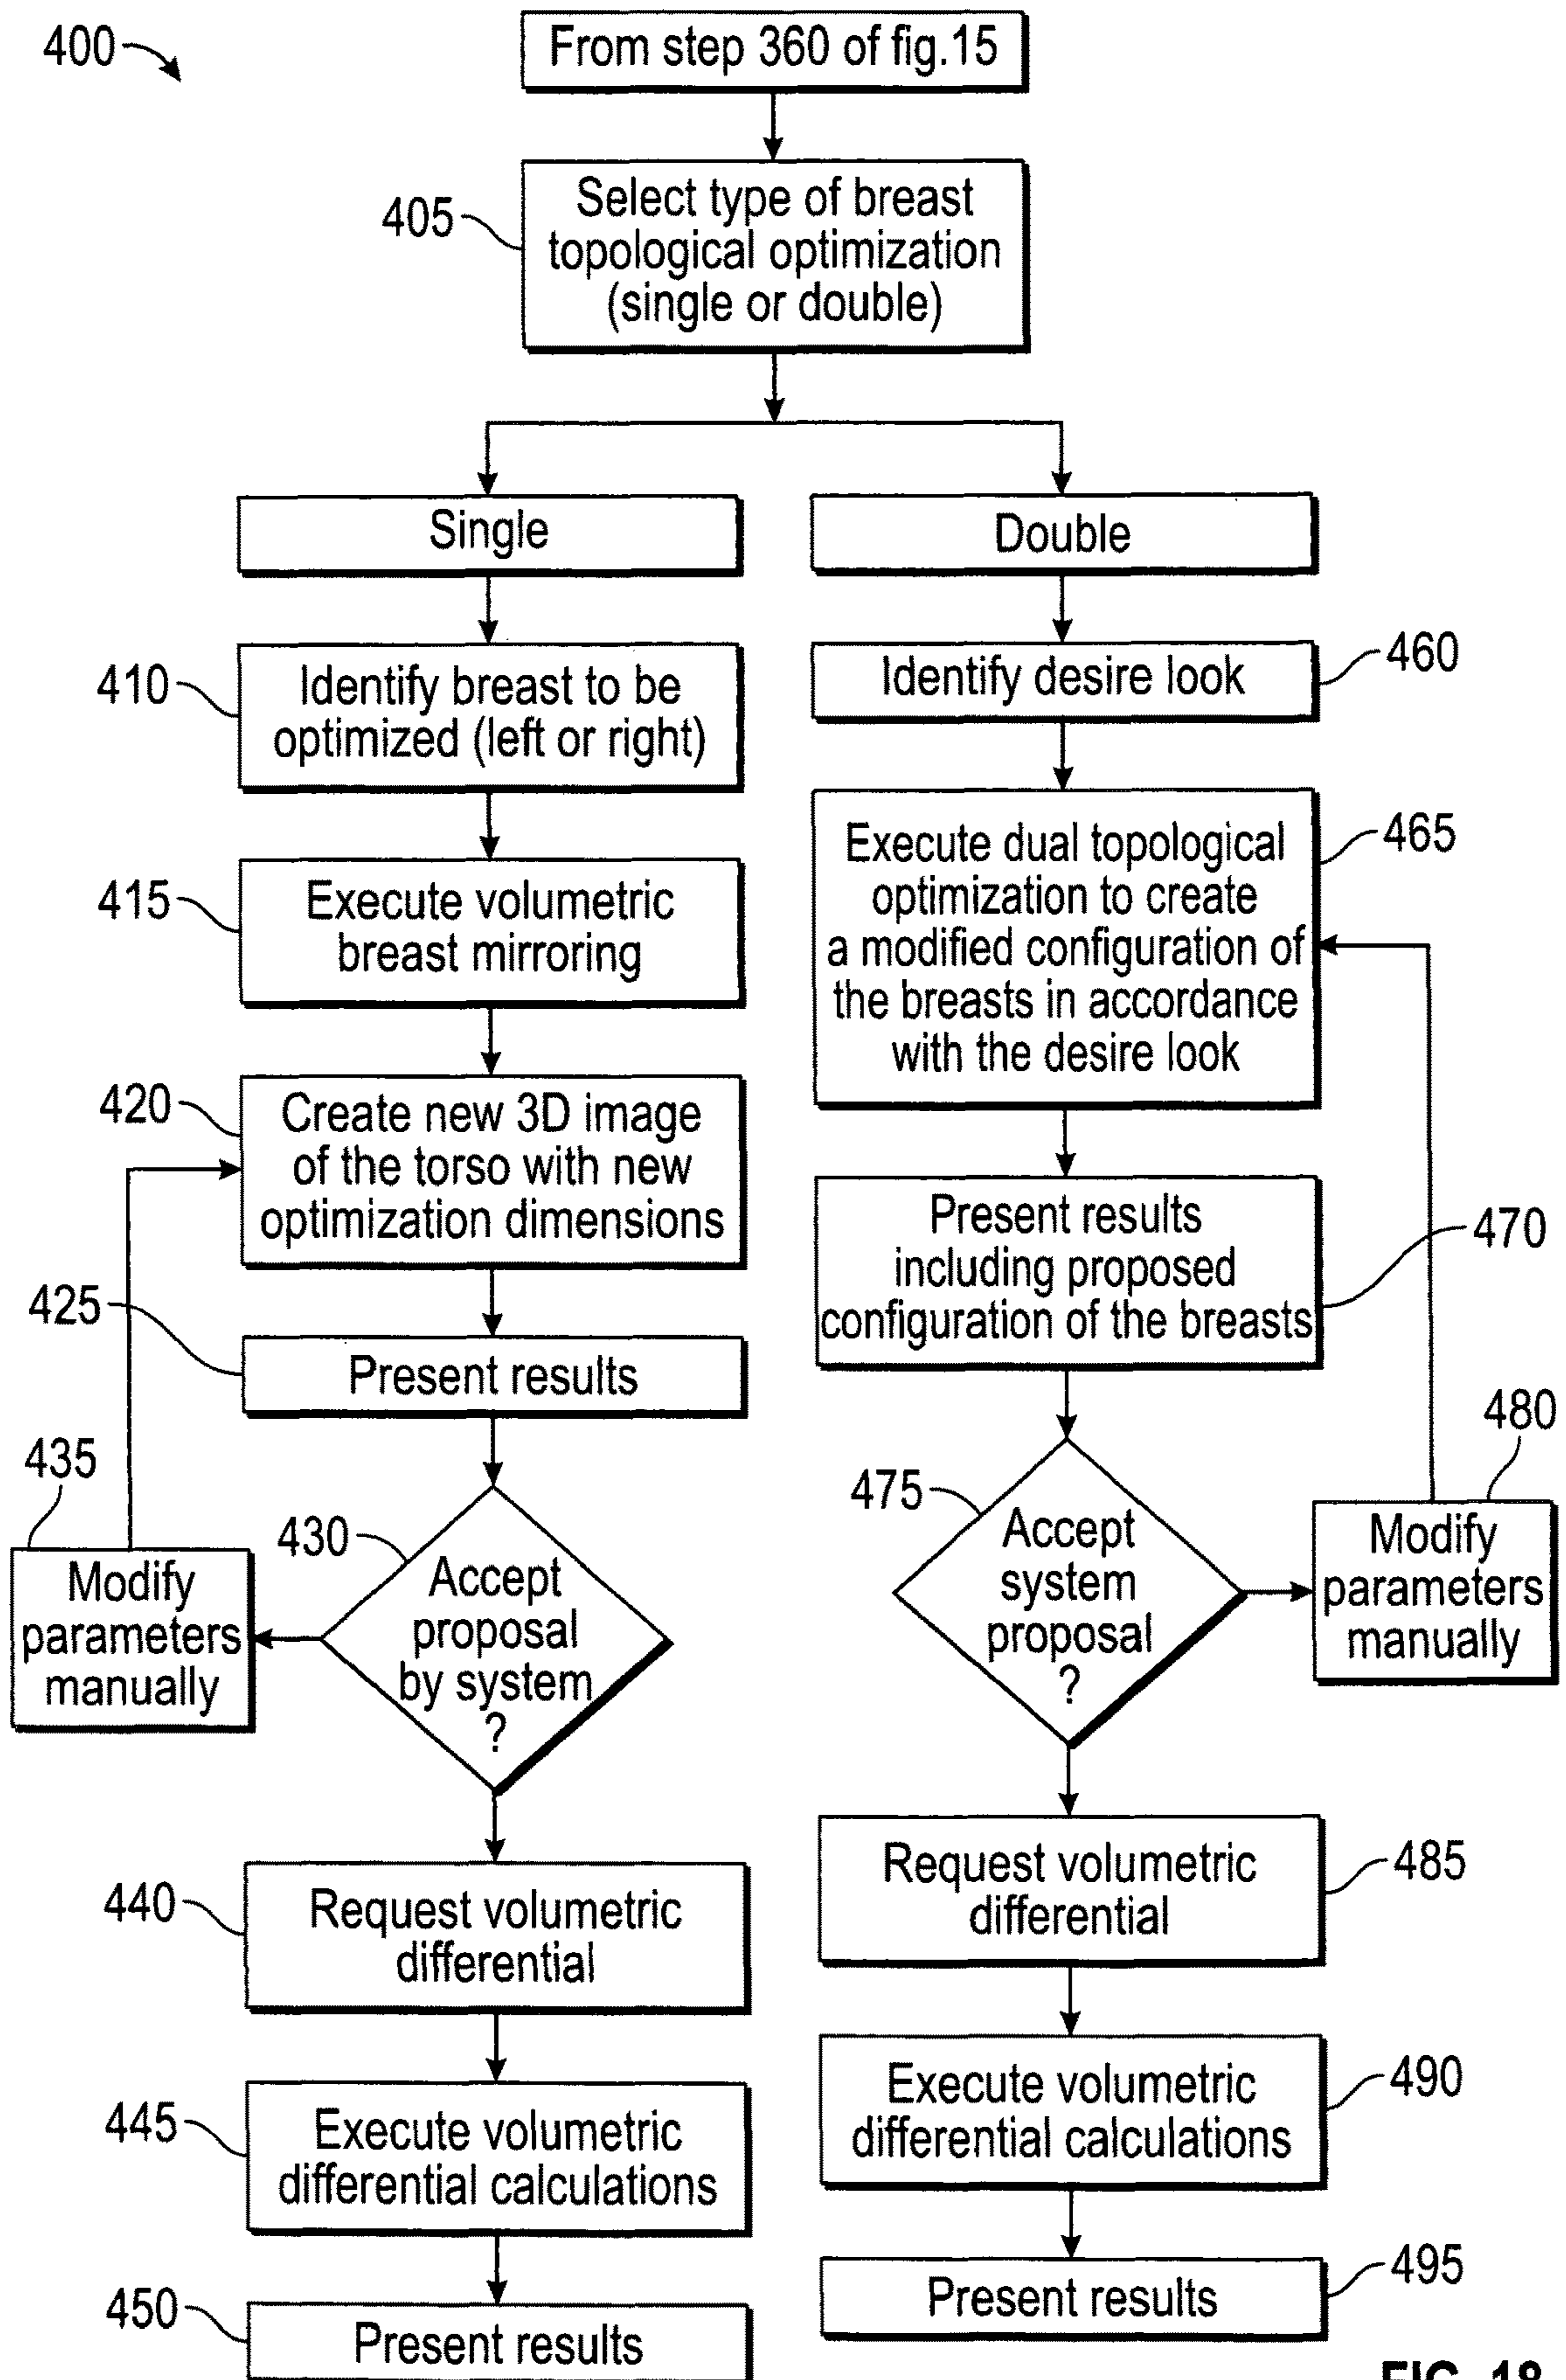 400
From step 360 of fig.15
405
Select type of breast
topological optimization
(single or double)
Single
Double
410
Identify breast to be
optimized (left or right)
Identify desire look
460
415
Execute volumetric
breast mirroring
Execute dual topological
optimization to create
a modified configuration of
the breasts in accordance
with the desire look
465
420
Create new 3D image
of the torso with new
optimization dimensions
Present results
including proposed
configuration of the breasts
470
425
Present results
435
Modify
parameters
manually
430
Accept
proposal
by system
?
475
Accept
system
proposal
?
480
Modify
parameters
manually
440
Request volumetric
differential
Request volumetric
differential
485
445
Execute volumetric
differential calculations
Execute volumetric
differential calculations
490
450
Present results
Present results
495
FIG. 18